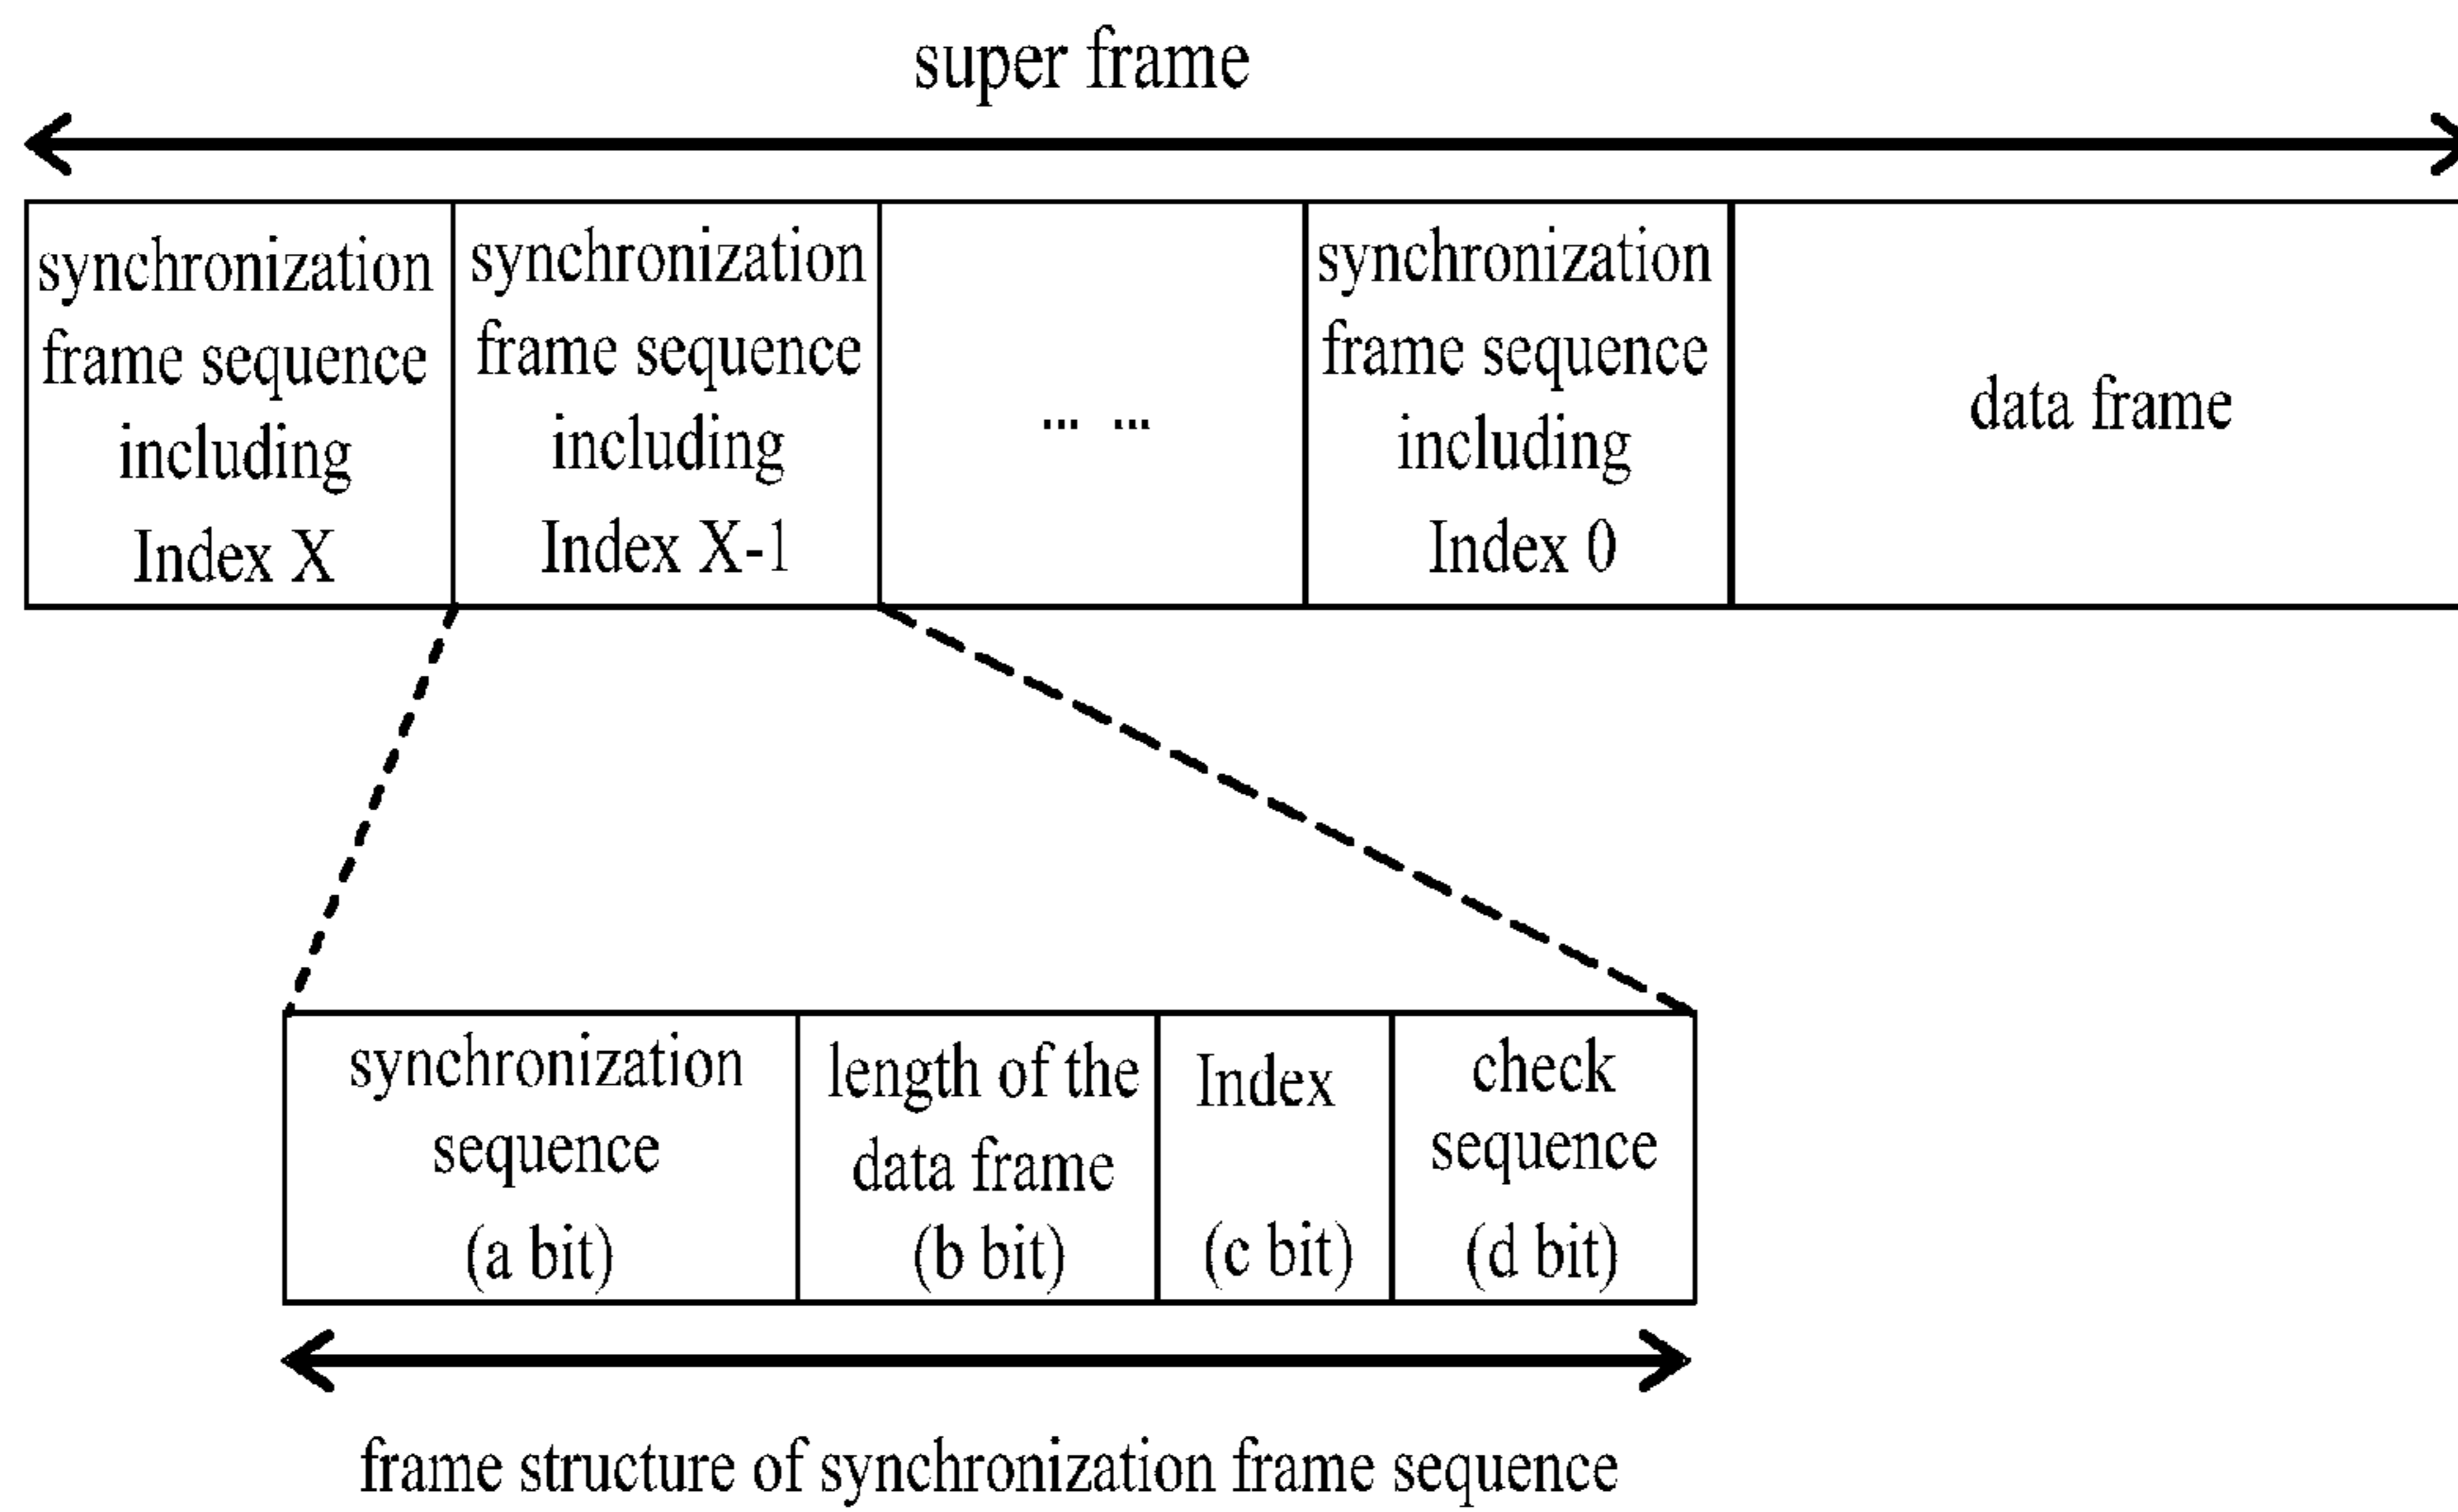 super frame
synchronization
frame sequence
including
Index X
synchronization
frame sequence
including
Index X-1
... ...
synchronization
frame sequence
including
Index 0
data frame
synchronization
sequence
(a bit)
length of the
data frame
(b bit)
Index
(c bit)
check
sequence
(d bit)
frame structure of synchronization frame sequence